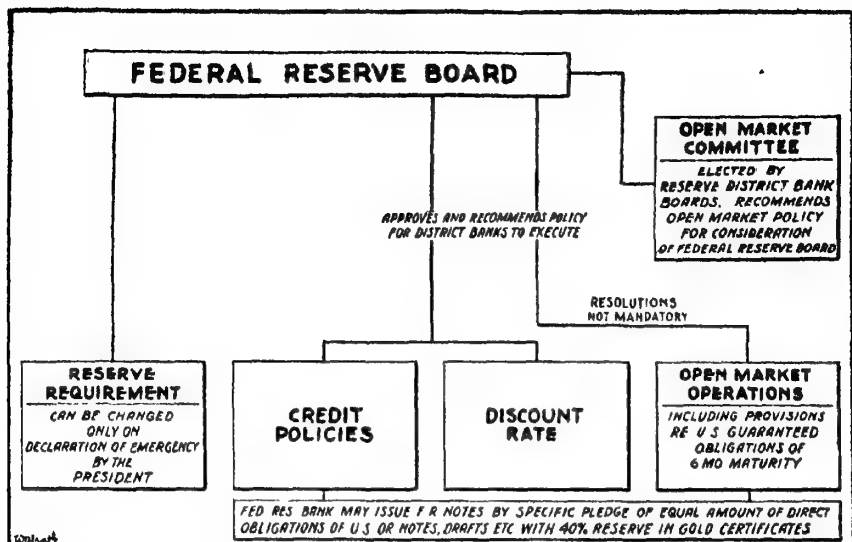 FEDERAL RESERVE BOARD
OPEN MARKET
COMMITTEE
ELECTED BY
RESERVE DISTRICT BANK
BOARDS, RECOMMENDS
OPEN MARKET POLICY
FOR CONSIDERATION
OF FEDERAL RESERVE BOARD
APPROVES AND RECOMMENDS POLICY
FOR DISTRICT BANKS TO EXECUTE
RESOLUTIONS
NOT MANDATORY
RESERVE
REQUIREMENT
CAN BE CHANGED
ONLY ON
DECLARATION OF EMERGENCY
BY THE
PRESIDENT
CREDIT
POLICIES
DISCOUNT
RATE
OPEN MARKET
OPERATIONS
INCLUDING PROVISIONS
RE U S GUARANTEED
OBLIGATIONS OF
6 MO MATURITY
FED RES BANK MAY ISSUE F R NOTES BY SPECIFIC PLEDGE OF EQUAL AMOUNT OF DIRECT
OBLIGATIONS OF U.S OR NOTES, DRAFTS ETC WITH 40% RESERVE IN GOLD CERTIFICATES